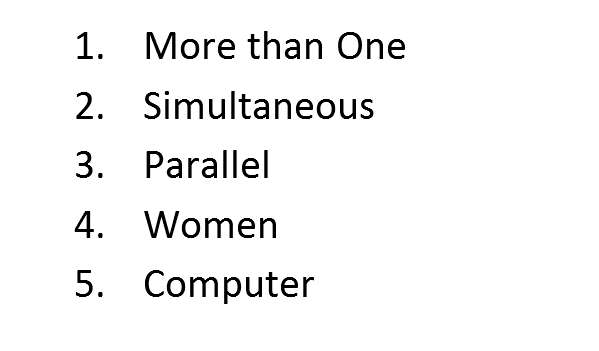 1. More than One
2. Simultaneous
3. Parallel
4. Women
5. Computer